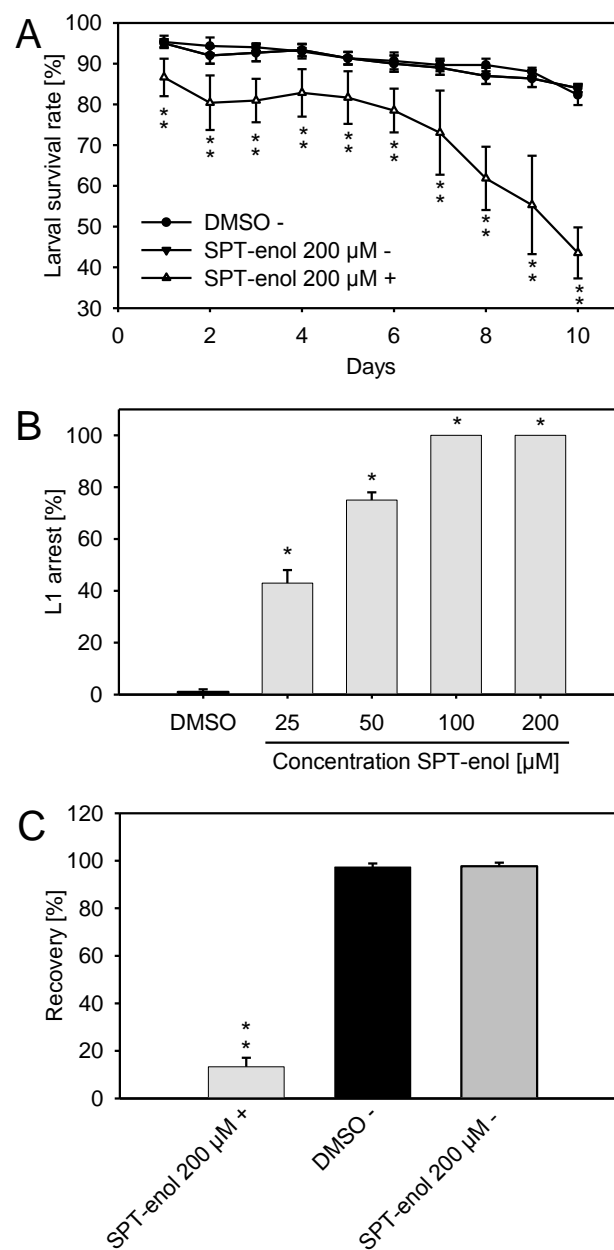 A
Larval survival rate [%]
100
90
80
70
60
50
40
30
**
**
**
**
**
**
**
**
**
**
DMSO -
SPT-enol 200 µM -
SPT-enol 200 µM +
0 2 4 6 8 10
Days
B
L1 arrest [%]
100
80
60
40
20
0
*
*
*
*
DMSO 25 50 100 200
Concentration SPT-enol [µM]
C
Recovery [%]
120
100
80
60
40
20
0
**
SPT-enol 200 µM +
DMSO -
SPT-enol 200 µM -